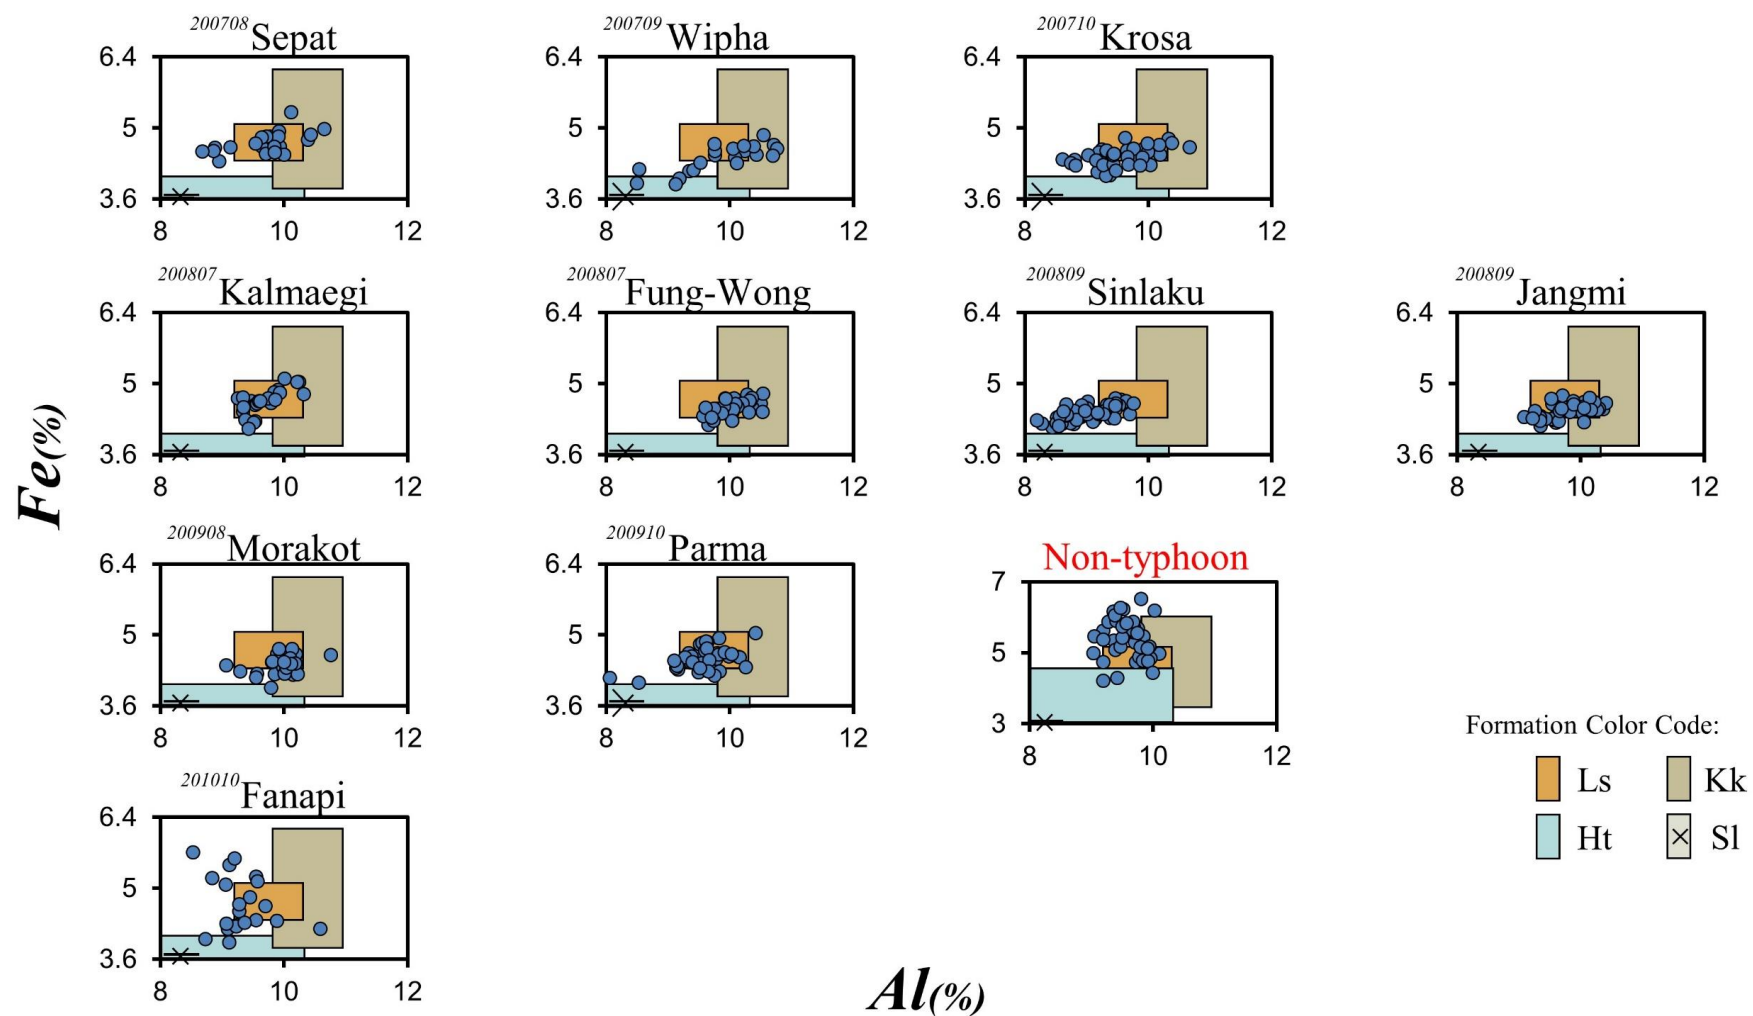 200708Sepat
200709Wipha
200710Krosa
6.4
5
3.6
8 10 12
6.4
5
3.6
8 10 12
6.4
5
3.6
8 10 12
200807Kalmaegi
200807Fung-Wong
200809Sinlaku
200809Jangmi
6.4
5
3.6
8 10 12
6.4
5
3.6
8 10 12
6.4
5
3.6
8 10 12
6.4
5
3.6
8 10 12
Fe(%)
200908Morakot
200910Parma
Non-typhoon
6.4
5
3.6
8 10 12
6.4
5
3.6
8 10 12
7
5
3
8 10 12
201010Fanapi
6.4
5
3.6
8 10 12
Formation Color Code:
Ls Kk
Ht Sl
Al(%)